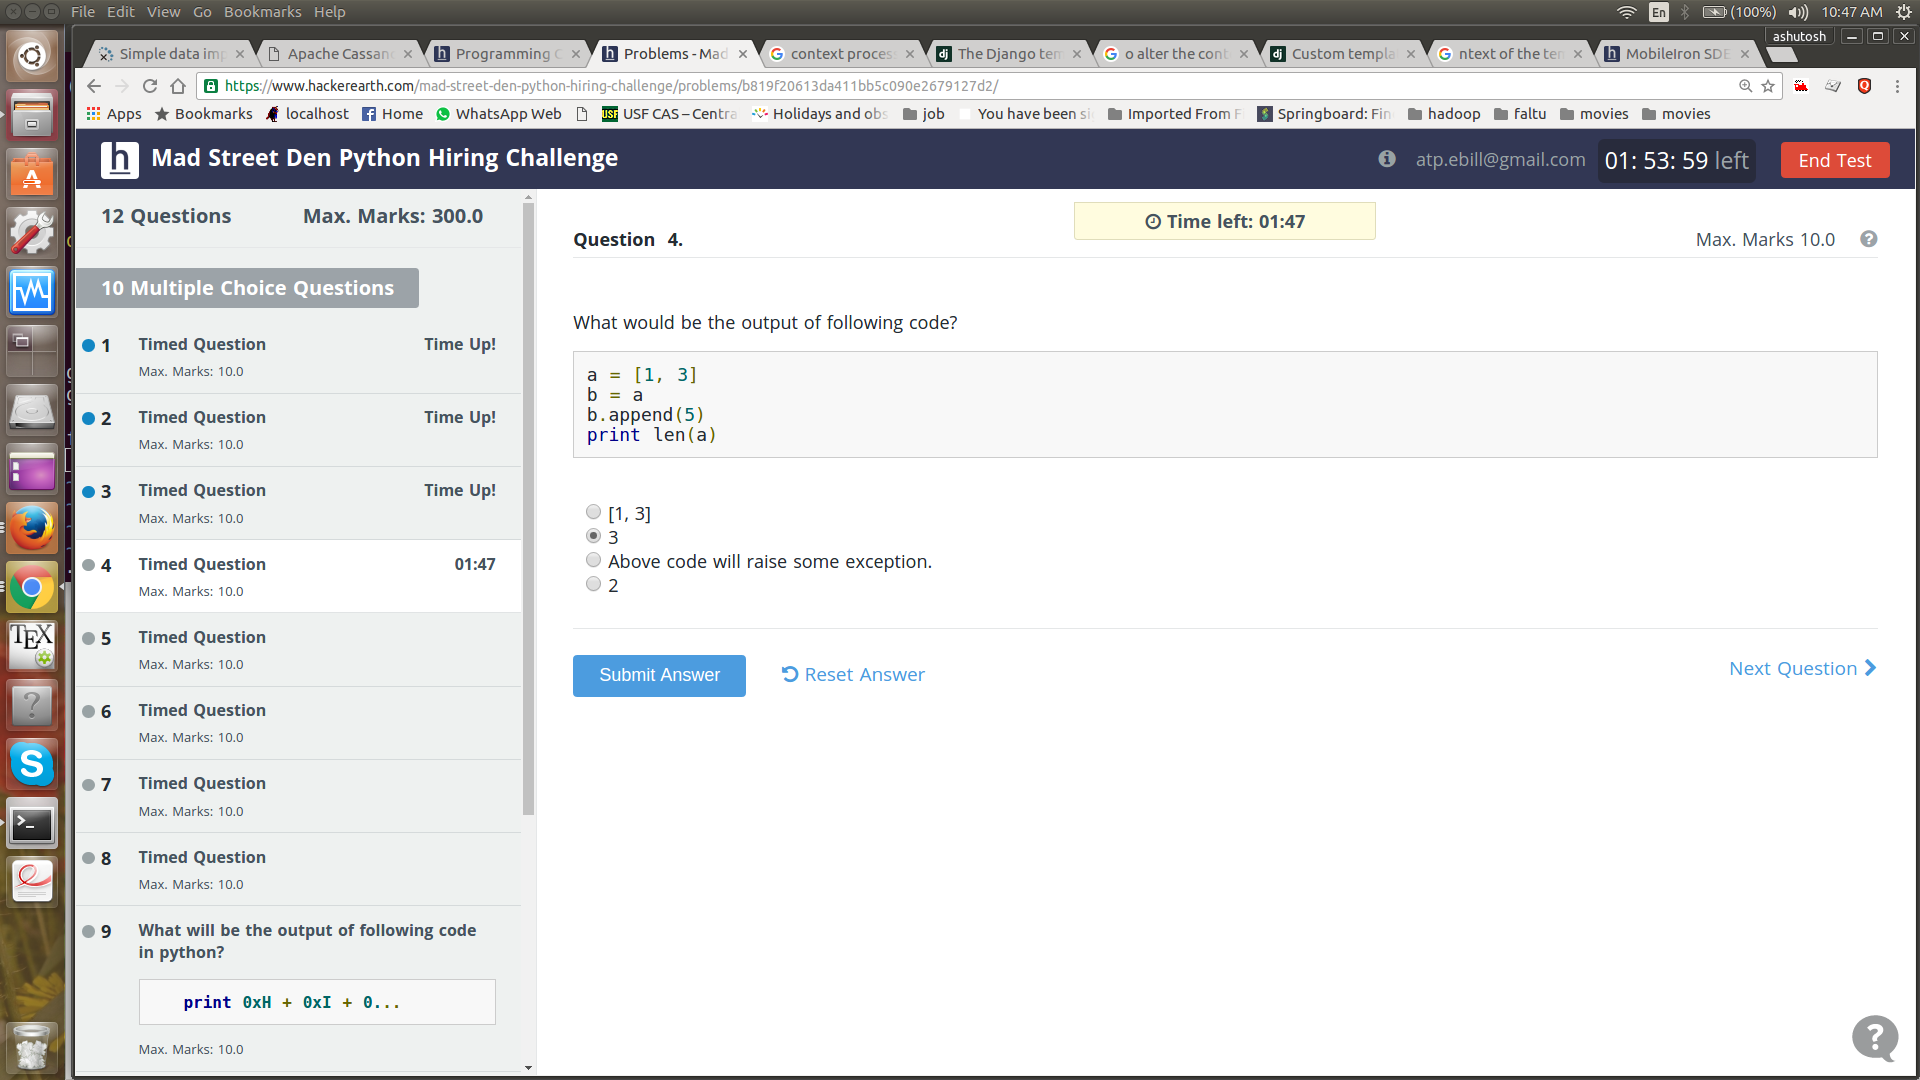 File Edit View Go Bookmarks Help
En (100%) 10:47 AM
ashutosh
Simple data imp Apache Cassan Programming C Problems - Mad context proces The Django tem o alter the cont Custom templa ntext of the ten MobileIron SDE
https://www.hackerearth.com/mad-street-den-python-hiring-challenge/problems/b819f20613da411bb5c090e2679127d2/
Apps Bookmarks localhost Home WhatsApp Web USF CAS – Centra Holidays and obs job You have been si Imported From F Springboard: Fin hadoop faltu movies movies
h Mad Street Den Python Hiring Challenge
atp.ebill@gmail.com 01: 53: 59 left End Test
12 Questions Max. Marks: 300.0
10 Multiple Choice Questions
1 Timed Question Time Up!
Max. Marks: 10.0
2 Timed Question Time Up!
Max. Marks: 10.0
3 Timed Question Time Up!
Max. Marks: 10.0
4 Timed Question 01:47
Max. Marks: 10.0
5 Timed Question
Max. Marks: 10.0
6 Timed Question
Max. Marks: 10.0
7 Timed Question
Max. Marks: 10.0
8 Timed Question
Max. Marks: 10.0
9 What will be the output of following code
in python?
print 0xH + 0xI + 0...
Max. Marks: 10.0
Time left: 01:47
Question 4.
Max. Marks 10.0
What would be the output of following code?
a = [1, 3]
b = a
b.append(5)
print len(a)
[1, 3]
3
Above code will raise some exception.
2
Submit Answer Reset Answer
Next Question
TEX